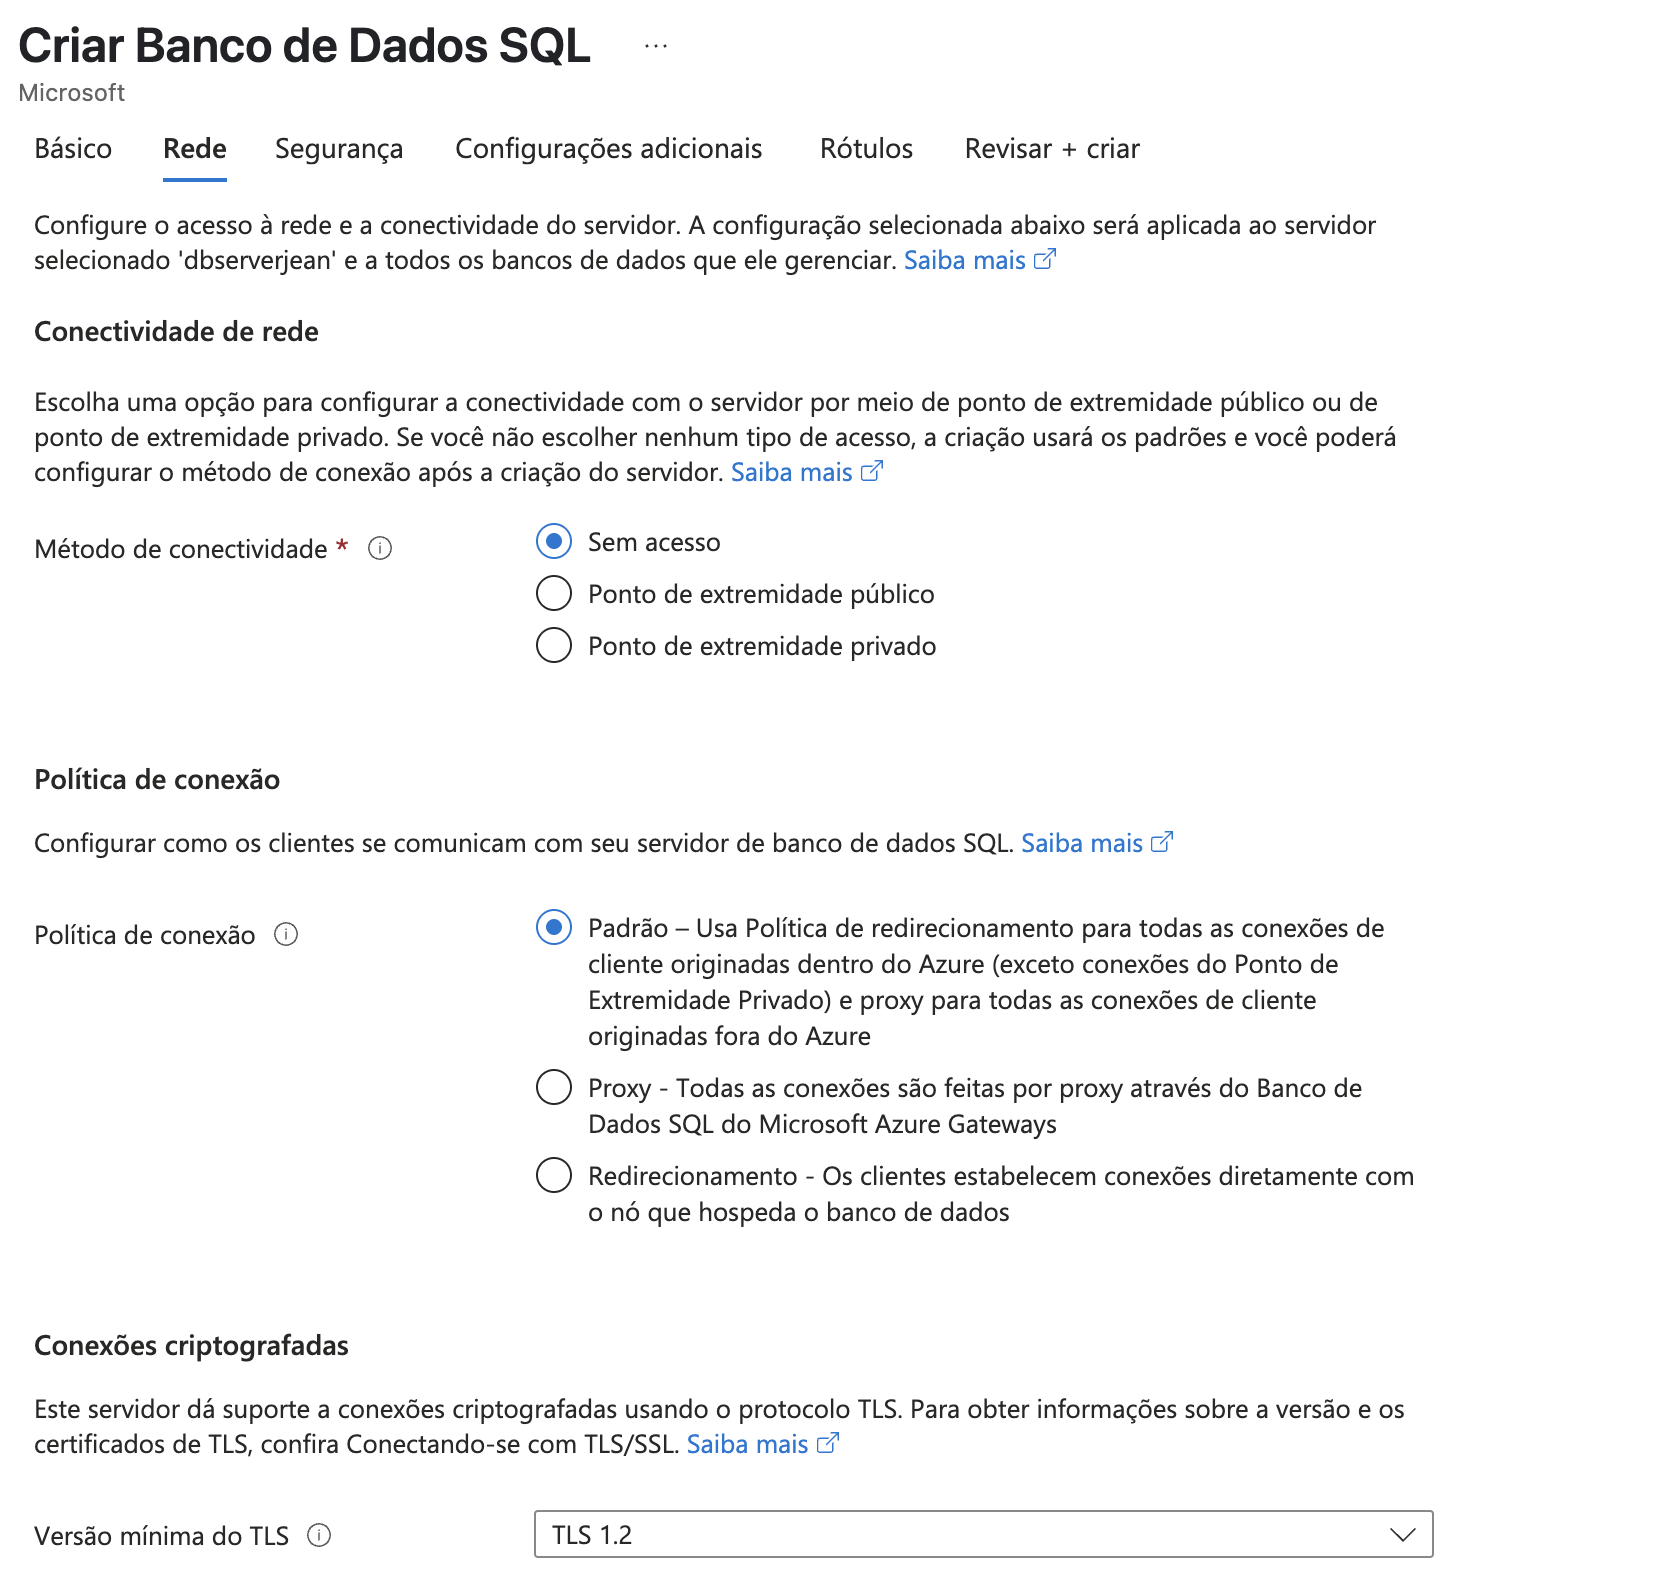 Criar Banco de Dados SQL ...
Microsoft
Básico Rede Segurança Configurações adicionais Rótulos Revisar + criar
Configure o acesso à rede e a conectividade do servidor. A configuração selecionada abaixo será aplicada ao servidor
selecionado 'dbserverjean' e a todos os bancos de dados que ele gerenciar. Saiba mais
Conectividade de rede
Escolha uma opção para configurar a conectividade com o servidor por meio de ponto de extremidade público ou de
ponto de extremidade privado. Se você não escolher nenhum tipo de acesso, a criação usará os padrões e você poderá
configurar o método de conexão após a criação do servidor. Saiba mais
Método de conectividade *
Sem acesso
Ponto de extremidade público
Ponto de extremidade privado
Política de conexão
Configurar como os clientes se comunicam com seu servidor de banco de dados SQL. Saiba mais
Política de conexão
Padrão – Usa Política de redirecionamento para todas as conexões de
cliente originadas dentro do Azure (exceto conexões do Ponto de
Extremidade Privado) e proxy para todas as conexões de cliente
originadas fora do Azure
Proxy - Todas as conexões são feitas por proxy através do Banco de
Dados SQL do Microsoft Azure Gateways
Redirecionamento - Os clientes estabelecem conexões diretamente com
o nó que hospeda o banco de dados
Conexões criptografadas
Este servidor dá suporte a conexões criptografadas usando o protocolo TLS. Para obter informações sobre a versão e os
certificados de TLS, confira Conectando-se com TLS/SSL. Saiba mais
Versão mínima do TLS
TLS 1.2